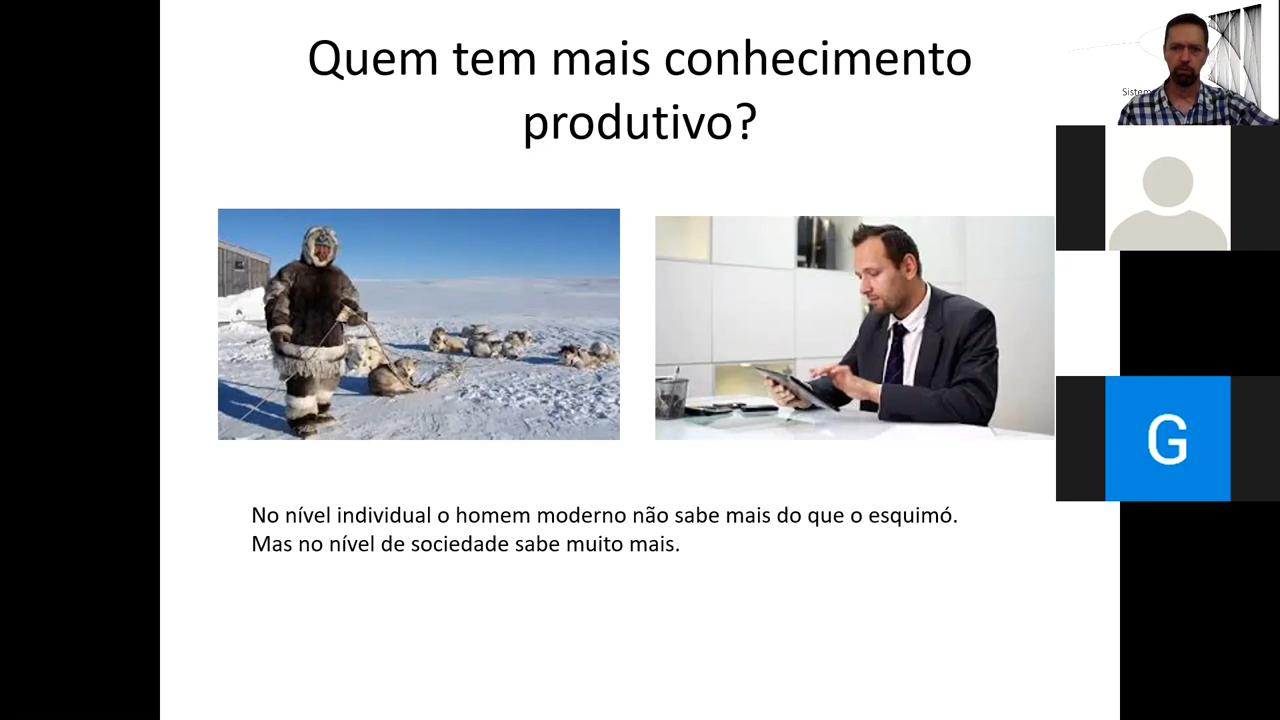 Quem tem mais conhecimento
produtivo?
Sistem
G
No nível individual o homem moderno não sabe mais do que o esquimó.
Mas no nível de sociedade sabe muito mais.